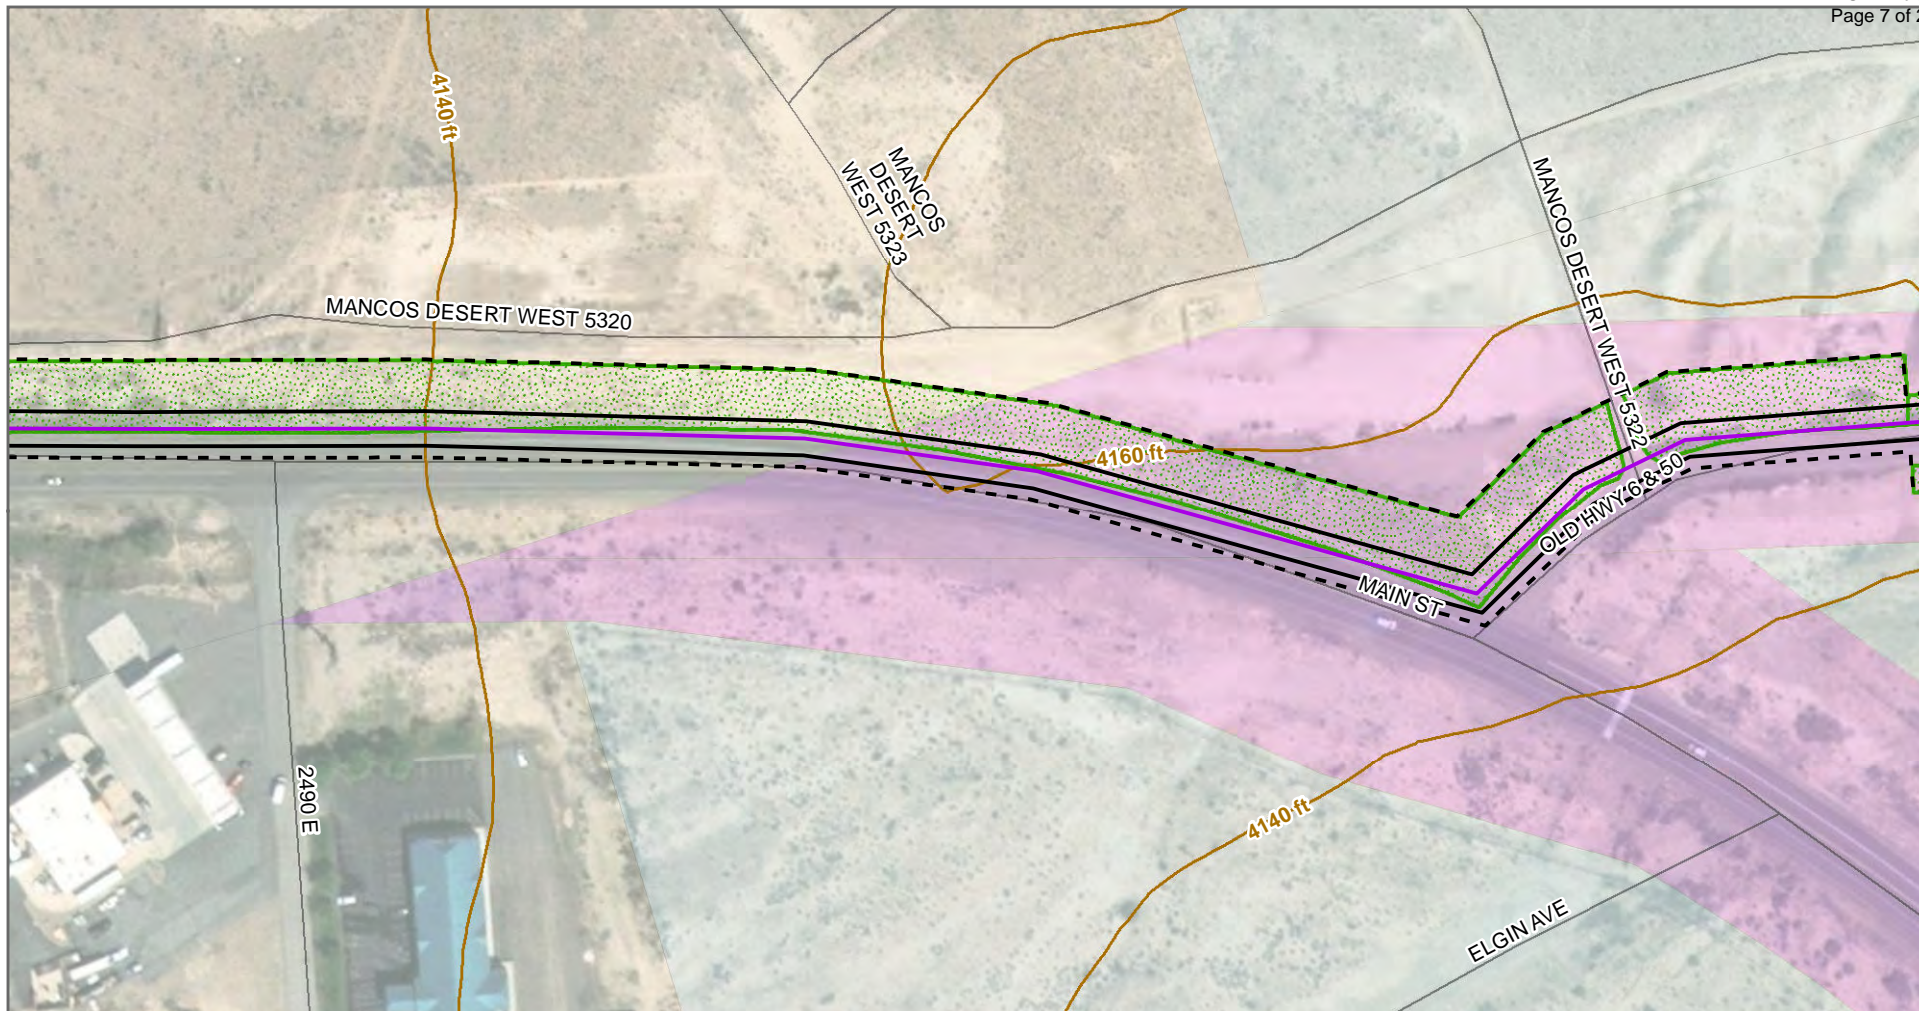 Page 7 of 2
4140 ft
MANCOS
DESERT
WEST 5323
MANCOS DESERT WEST 5322
MANCOS DESERT WEST 5320
4160 ft
OLD HWY 6 & 50
MAIN ST
2490 E
4140 ft
ELGIN AVE